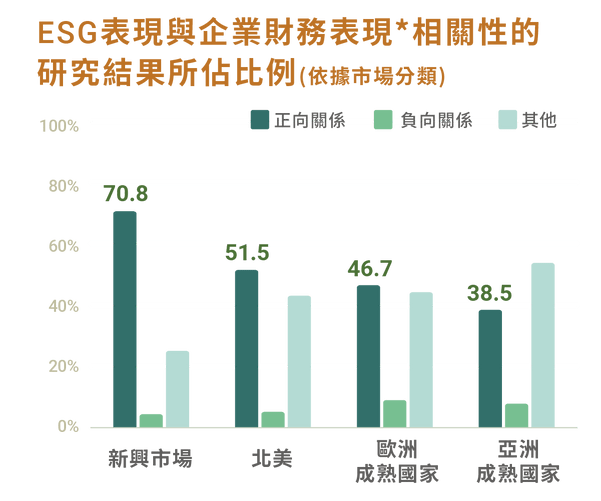 ESG表現與企業財務表現*相關性的
研究結果所佔比例(依據市場分類)
正向關係 負向關係 其他
100%
80%
60%
40%
20%
0%
70.8
51.5
46.7
38.5
新興市場
北美
歐洲
成熟國家
亞洲
成熟國家